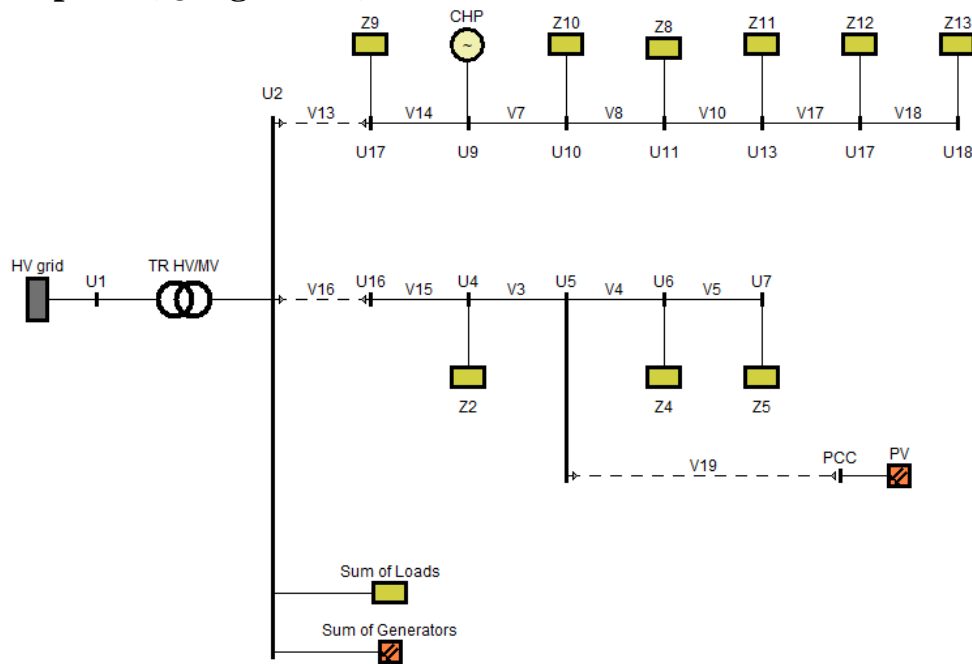 Z9 CHP Z10 Z8 Z11 Z12 Z13
~
U2
V13 V14 V7 V8 V10 V17 V18
U17 U9 U10 U11 U13 U17 U18
HV grid U1 TR HV/MV
V16 U16 V15 U4 V3 U5 V4 U6 V5 U7
Z2 Z4 Z5
V19 PCC PV
Sum of Loads
Sum of Generators